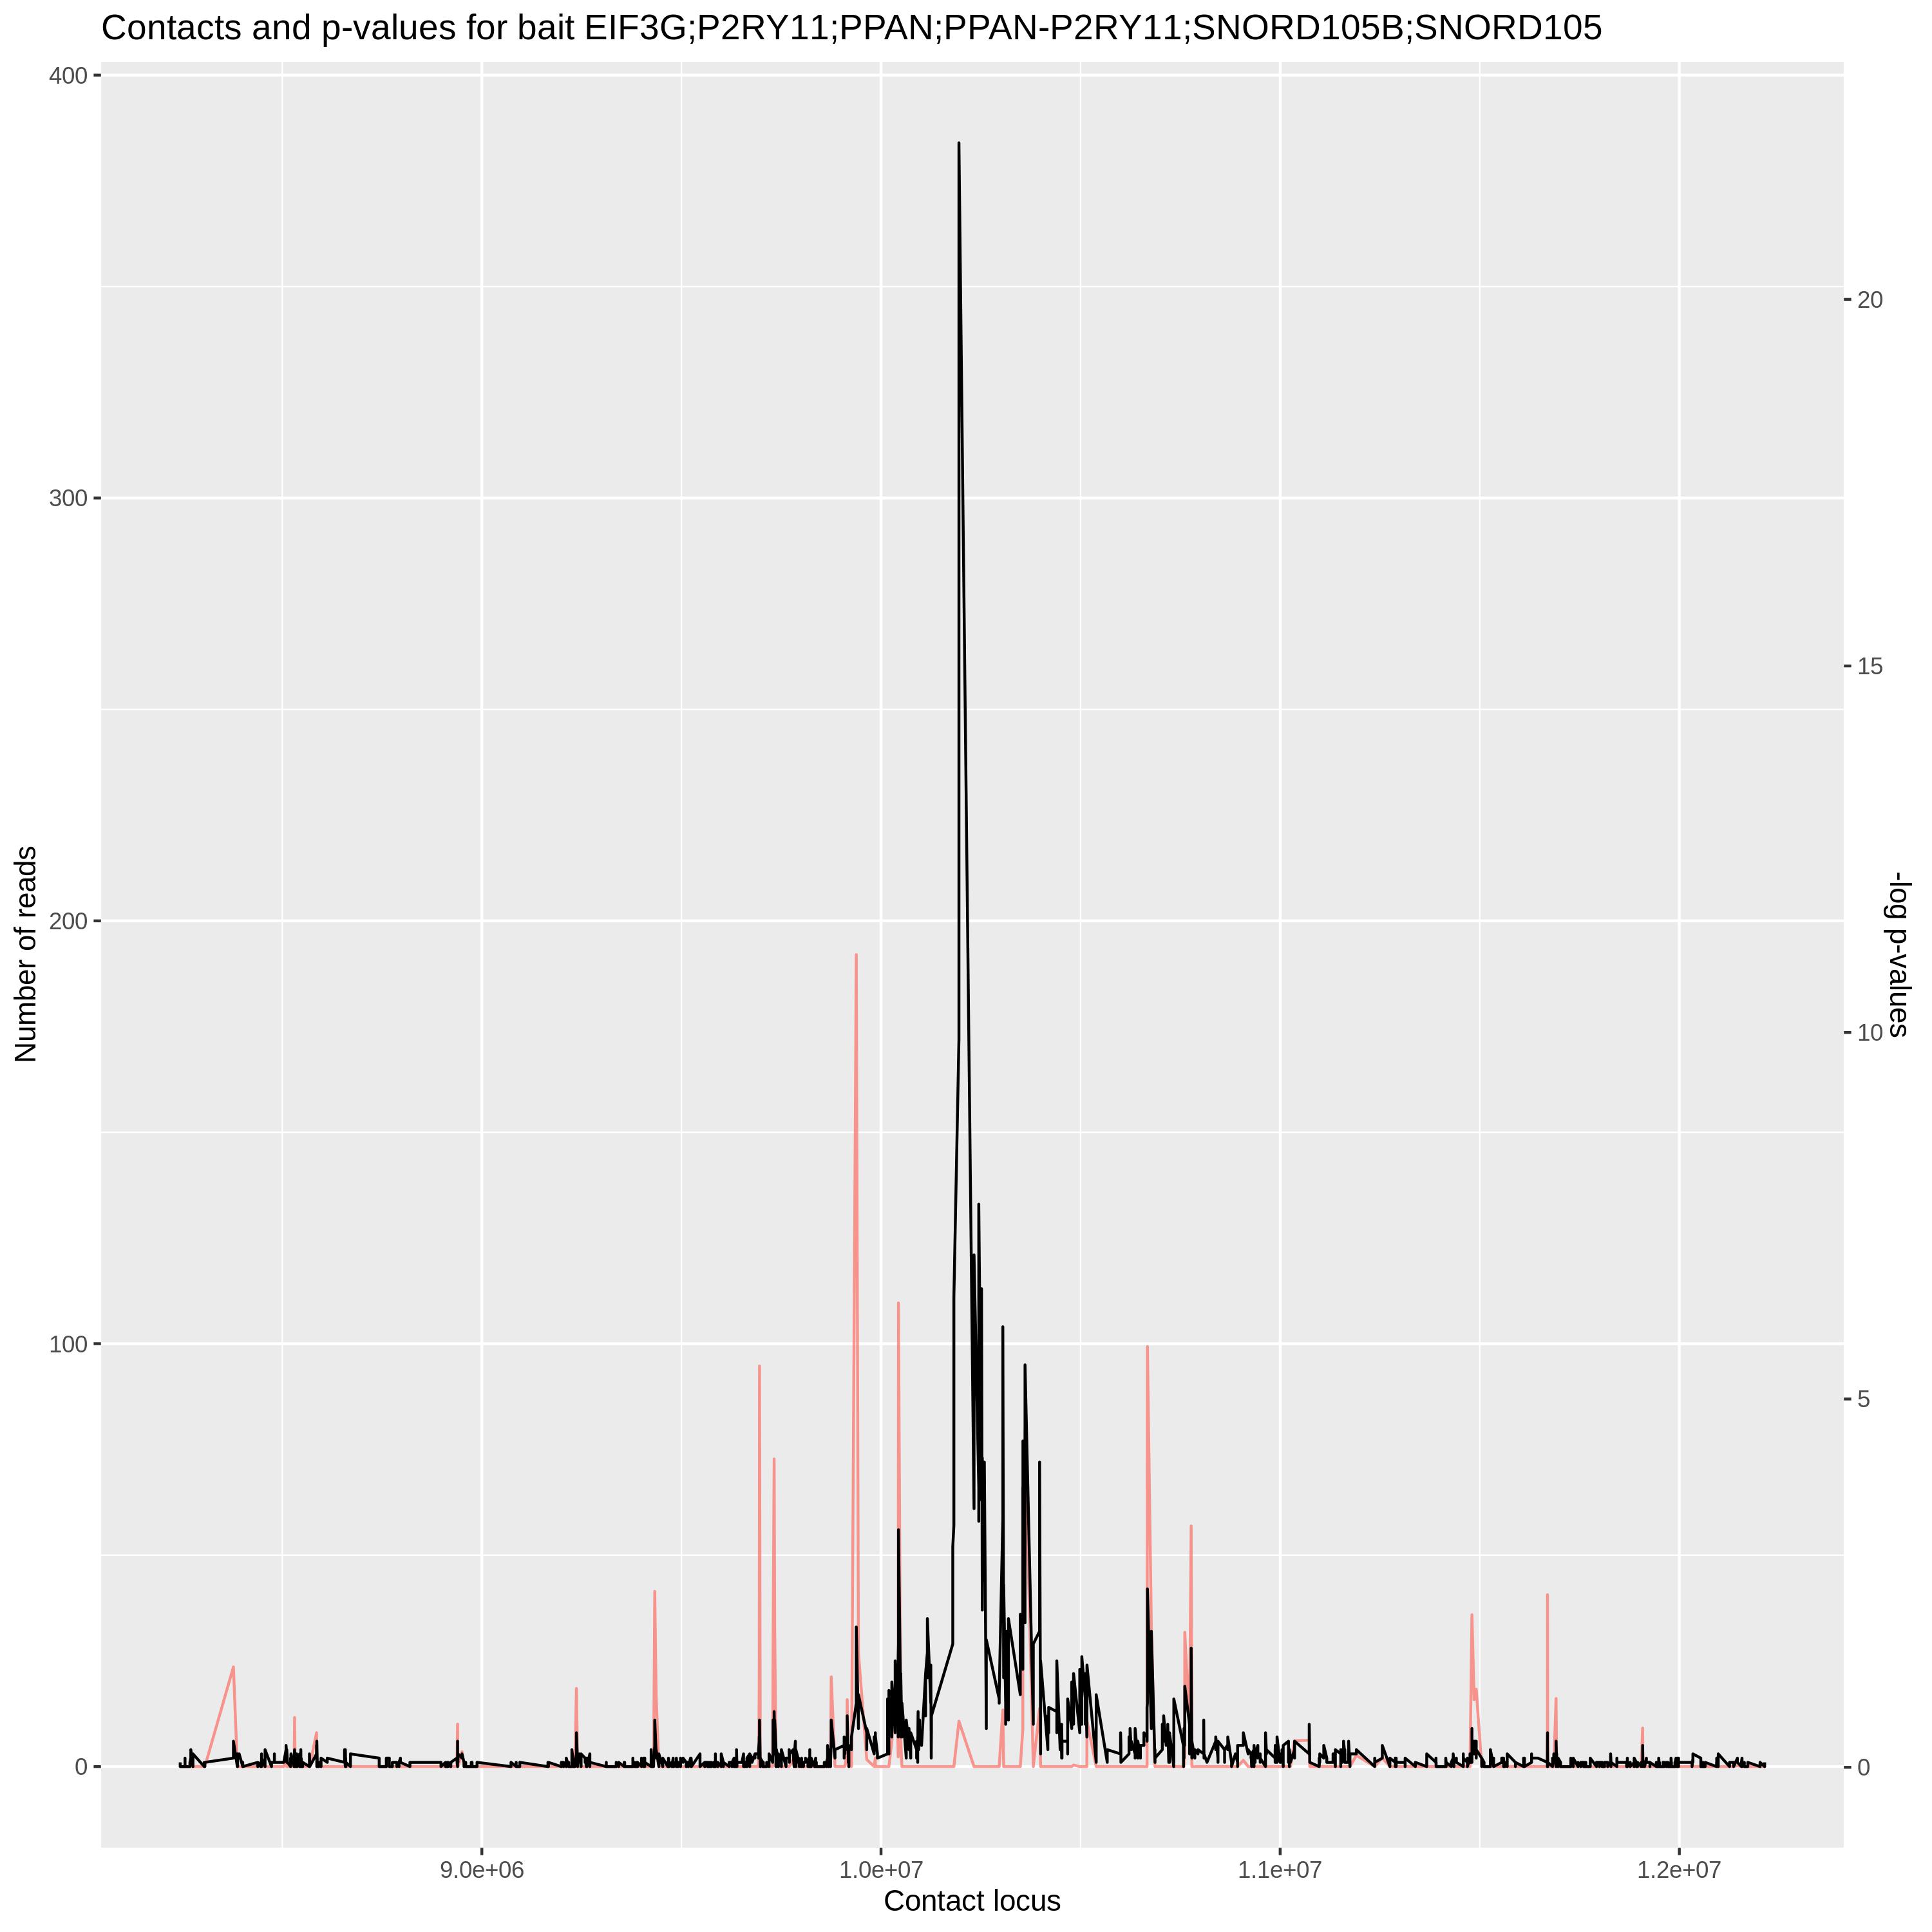 Contacts and p-values for bait EIF3G;P2RY11;PPAN;PPAN-P2RY11;SNORD105B;SNORD105
400
300
200
100
0
Number of reads
20
15
10
5
0
-log p-values
9.0e+06
1.0e+07
1.1e+07
1.2e+07
Contact locus